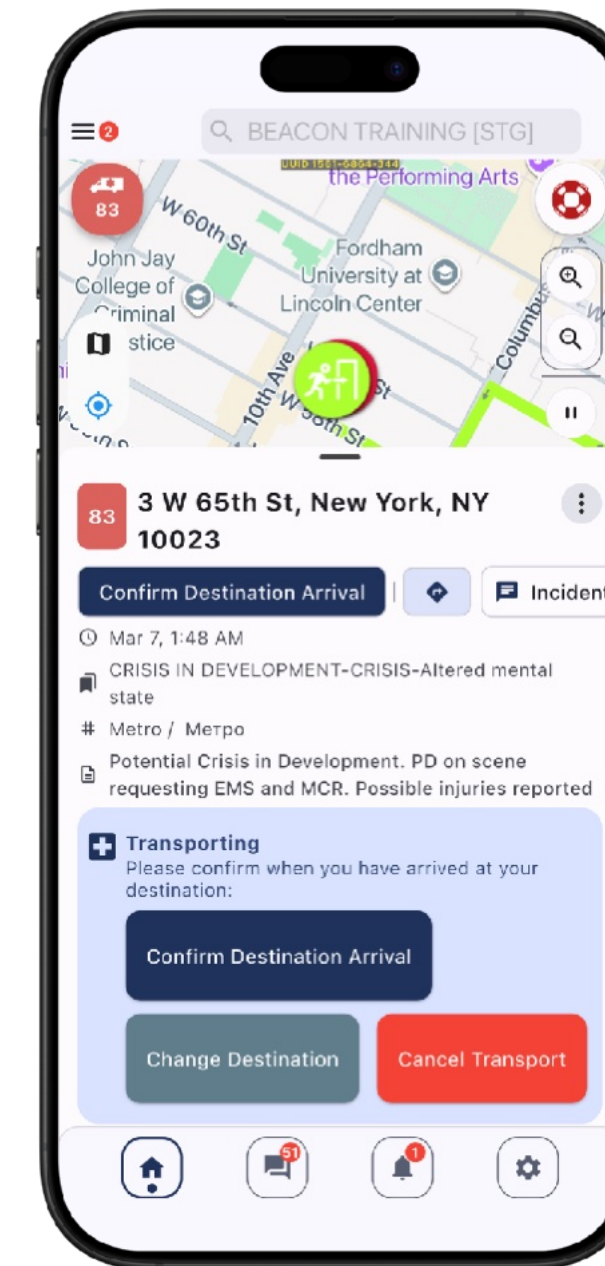 2
BEACON TRAINING [STG]
the Performing Arts
83
W 60th St
John Jay
College of
Criminal
stice
Fordham
University at
Lincoln Center
Columbus
10th Ave
St
W 58th St
83
3 W 65th St, New York, NY
10023
Confirm Destination Arrival
Incident
Mar 7, 1:48 AM
CRISIS IN DEVELOPMENT-CRISIS-Altered mental
state
# Metro / Метро
Potential Crisis in Development. PD on scene
requesting EMS and MCR. Possible injuries reported
Transporting
Please confirm when you have arrived at your
destination:
Confirm Destination Arrival
Change Destination
Cancel Transport
51
1